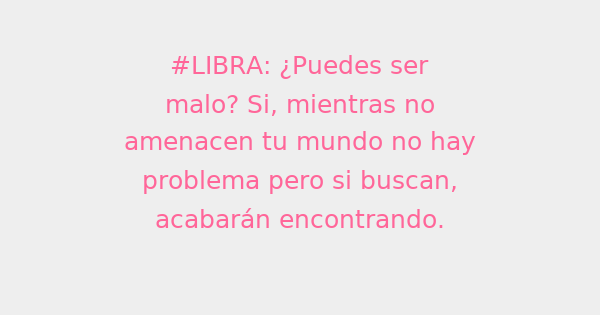 #LIBRA: ¿Puedes ser
malo? Si, mientras no
amenacen tu mundo no hay
problema pero si buscan,
acabarán encontrando.